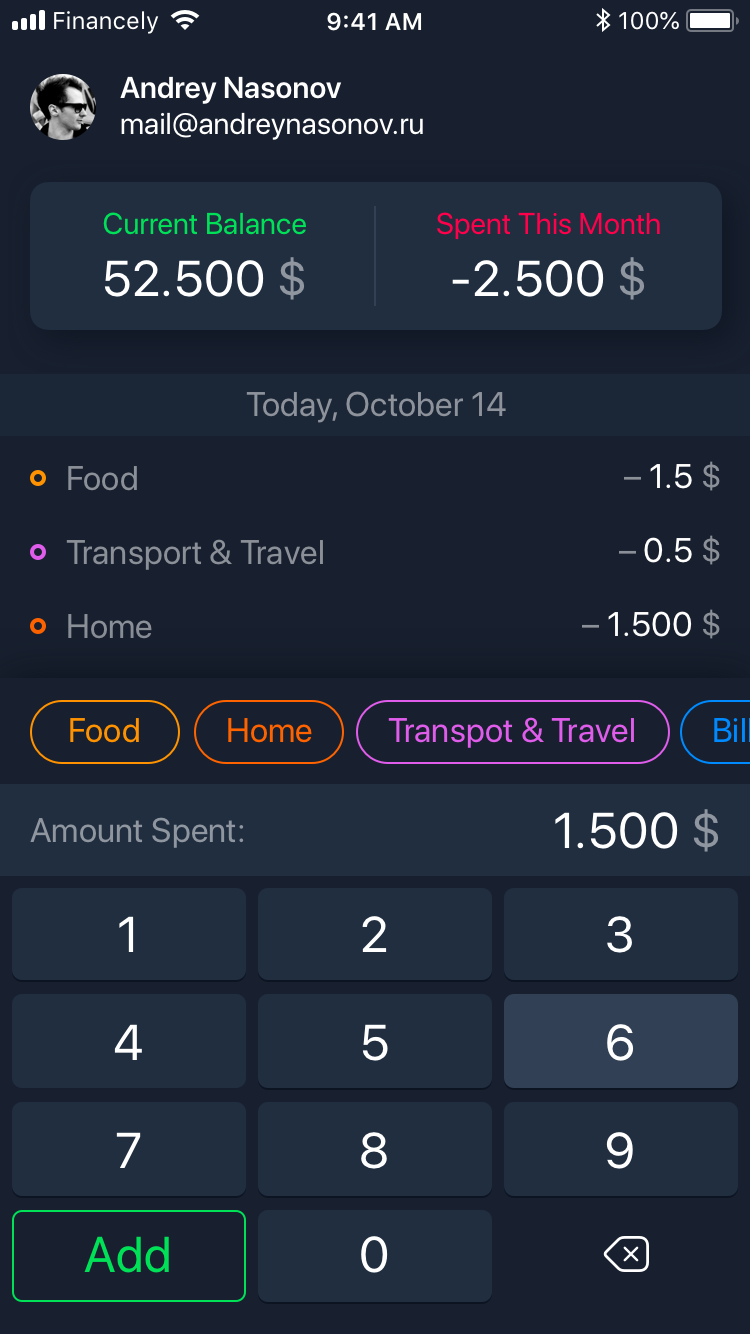 Financely 9:41 AM 100%
Andrey Nasonov
mail@andreynasonov.ru
Current Balance Spent This Month
52.500 $ -2.500 $
Today, October 14
Food – 1.5 $
Transport & Travel – 0.5 $
Home – 1.500 $
Food Home Transpot & Travel Bil
Amount Spent: 1.500 $
1 2 3
4 5 6
7 8 9
Add 0